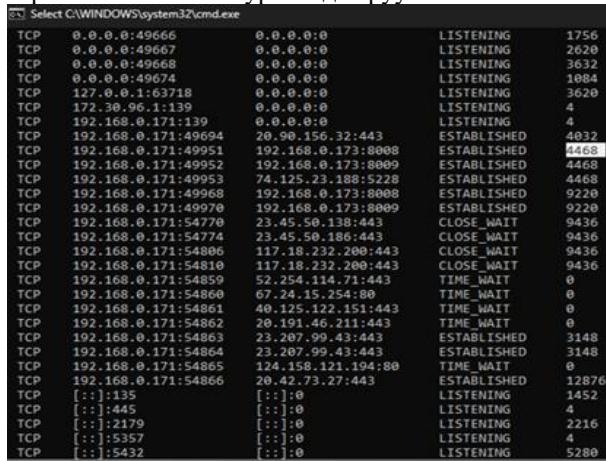 Select C:\WINDOWS\system32\cmd.exe
TCP 0.0.0.0:49666 0.0.0.0:0 LISTENING 1756
TCP 0.0.0.0:49667 0.0.0.0:0 LISTENING 2620
TCP 0.0.0.0:49668 0.0.0.0:0 LISTENING 3632
TCP 0.0.0.0:49674 0.0.0.0:0 LISTENING 1084
TCP 127.0.0.1:63718 0.0.0.0:0 LISTENING 3620
TCP 172.30.96.1:139 0.0.0.0:0 LISTENING 4
TCP 192.168.0.171:139 0.0.0.0:0 LISTENING 4
TCP 192.168.0.171:49694 20.90.156.32:443 ESTABLISHED 4032
TCP 192.168.0.171:49951 192.168.0.173:8008 ESTABLISHED 4468
TCP 192.168.0.171:49952 192.168.0.173:8009 ESTABLISHED 4468
TCP 192.168.0.171:49953 74.125.23.188:5228 ESTABLISHED 4468
TCP 192.168.0.171:49968 192.168.0.173:8008 ESTABLISHED 9220
TCP 192.168.0.171:49970 192.168.0.173:8009 ESTABLISHED 9220
TCP 192.168.0.171:54770 23.45.50.138:443 CLOSE_WAIT 9436
TCP 192.168.0.171:54774 23.45.50.186:443 CLOSE_WAIT 9436
TCP 192.168.0.171:54806 117.18.232.200:443 CLOSE_WAIT 9436
TCP 192.168.0.171:54810 117.18.232.200:443 CLOSE_WAIT 9436
TCP 192.168.0.171:54859 52.254.114.71:443 TIME_WAIT 0
TCP 192.168.0.171:54860 67.24.15.254:80 TIME_WAIT 0
TCP 192.168.0.171:54861 40.125.122.151:443 TIME_WAIT 0
TCP 192.168.0.171:54862 20.191.46.211:443 TIME_WAIT 0
TCP 192.168.0.171:54863 23.207.99.43:443 ESTABLISHED 3148
TCP 192.168.0.171:54864 23.207.99.43:443 ESTABLISHED 3148
TCP 192.168.0.171:54865 124.158.121.194:80 TIME_WAIT 0
TCP 192.168.0.171:54866 20.42.73.27:443 ESTABLISHED 12876
TCP [::]:135 [::]:0 LISTENING 1452
TCP [::]:445 [::]:0 LISTENING 4
TCP [::]:2179 [::]:0 LISTENING 2216
TCP [::]:5357 [::]:0 LISTENING 4
TCP [::]:5432 [::]:0 LISTENING 5280